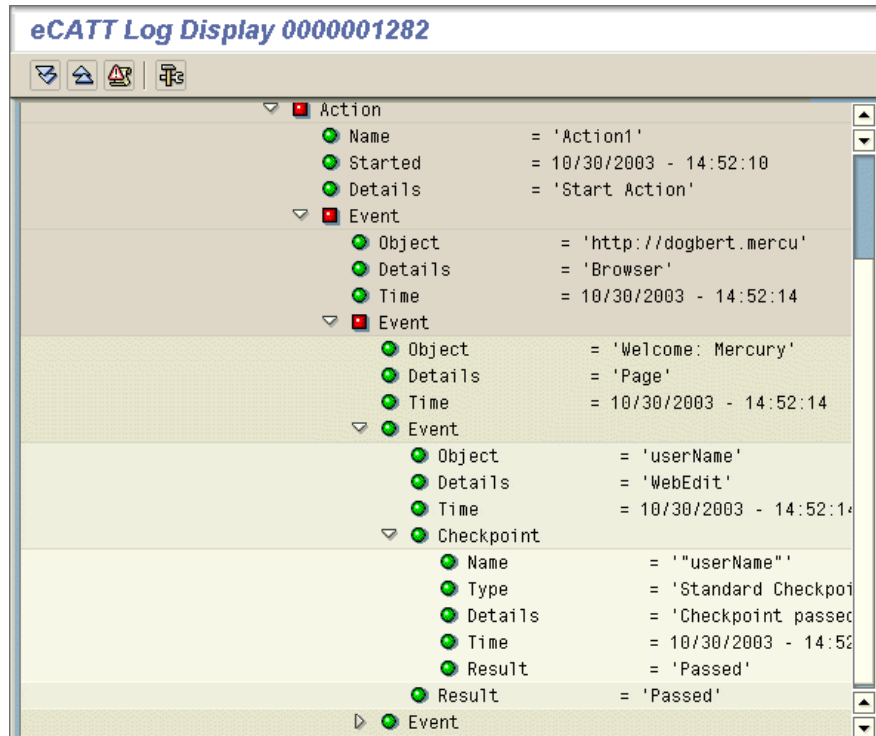 eCATT Log Display 0000001282
Action
Name = 'Action1'
Started = 10/30/2003 - 14:52:10
Details = 'Start Action'
Event
Object = 'http://dogbert.mercu'
Details = 'Browser'
Time = 10/30/2003 - 14:52:14
Event
Object = 'Welcome: Mercury'
Details = 'Page'
Time = 10/30/2003 - 14:52:14
Event
Object = 'userName'
Details = 'WebEdit'
Time = 10/30/2003 - 14:52:14
Checkpoint
Name = '"userName"'
Type = 'Standard Checkpoi
Details = 'Checkpoint passed
Time = 10/30/2003 - 14:52
Result = 'Passed'
Result = 'Passed'
Event